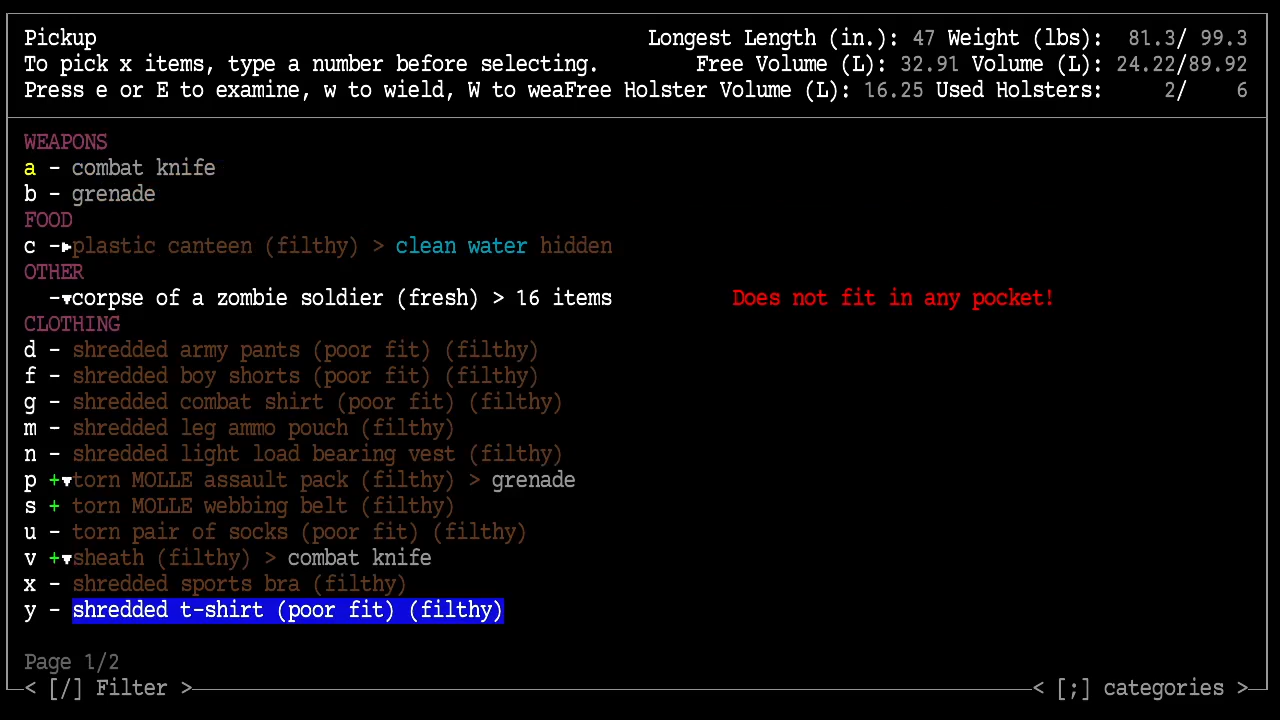 Pickup Longest Length (in.): 47 Weight (lbs): 81.3/ 99.3
To pick x items, type a number before selecting. Free Volume (L): 32.91 Volume (L): 24.22/89.92
Press e or E to examine, w to wield, W to weaFree Holster Volume (L): 16.25 Used Holsters: 2/ 6
WEAPONS
a - combat knife
b - grenade
FOOD
c -▶plastic canteen (filthy) > clean water hidden
OTHER
-▼corpse of a zombie soldier (fresh) > 16 items Does not fit in any pocket!
CLOTHING
d - shredded army pants (poor fit) (filthy)
f - shredded boy shorts (poor fit) (filthy)
g - shredded combat shirt (poor fit) (filthy)
m - shredded leg ammo pouch (filthy)
n - shredded light load bearing vest (filthy)
p +▼torn MOLLE assault pack (filthy) > grenade
s + torn MOLLE webbing belt (filthy)
u - torn pair of socks (poor fit) (filthy)
v +▼sheath (filthy) > combat knife
x - shredded sports bra (filthy)
y - shredded t-shirt (poor fit) (filthy)
Page 1/2
< [/] Filter > < [;] categories >